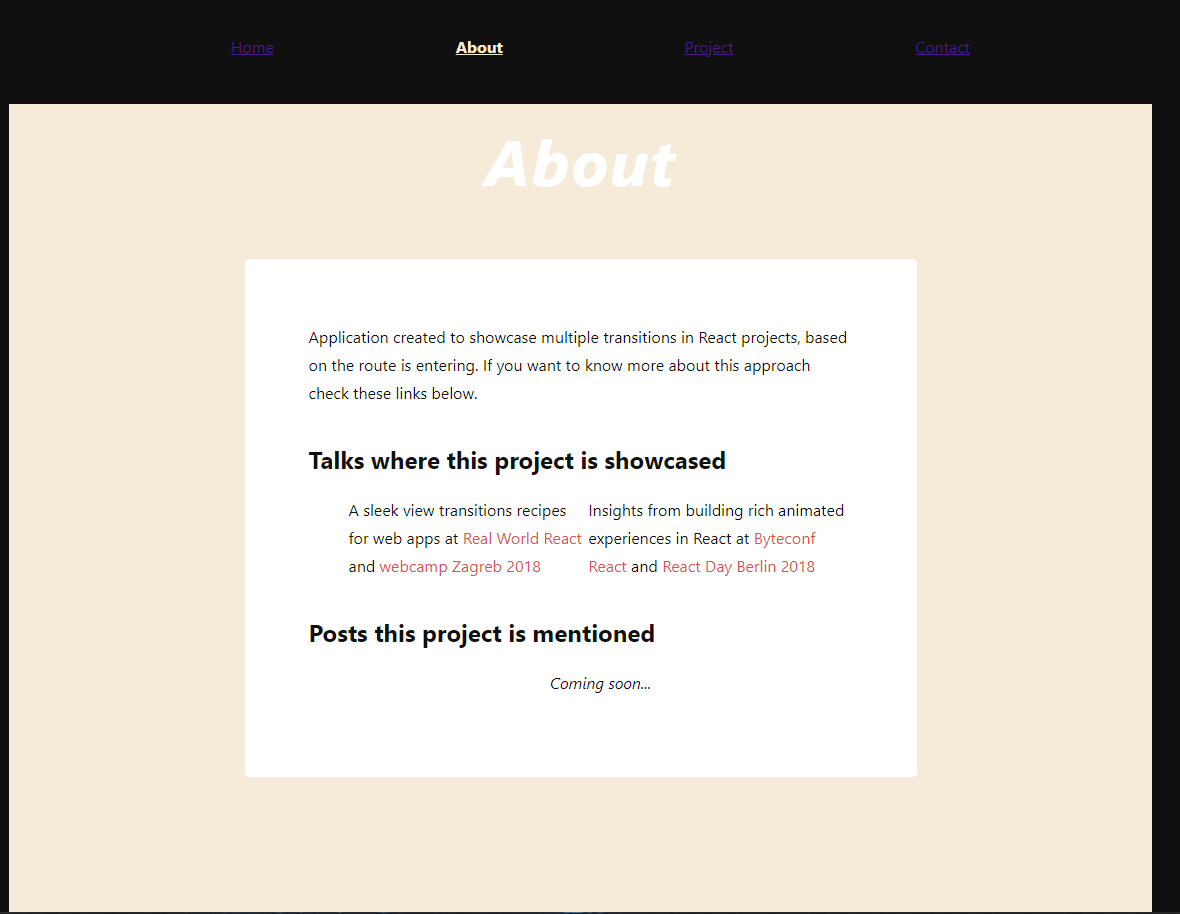 Home About Project Contact
About
Application created to showcase multiple transitions in React projects, based
on the route is entering. If you want to know more about this approach
check these links below.
Talks where this project is showcased
A sleek view transitions recipes
for web apps at Real World React
and webcamp Zagreb 2018
Insights from building rich animated
experiences in React at Byteconf
React and React Day Berlin 2018
Posts this project is mentioned
Coming soon...